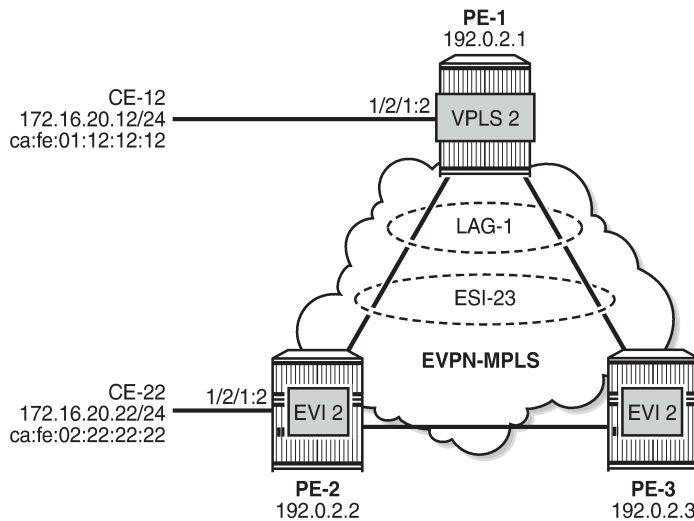 PE-1
192.0.2.1
CE-12
172.16.20.12/24
ca:fe:01:12:12:12
1/2/1:2
VPLS 2
LAG-1
ESI-23
EVPN-MPLS
CE-22
172.16.20.22/24
ca:fe:02:22:22:22
1/2/1:2
EVI 2
EVI 2
PE-2
192.0.2.2
PE-3
192.0.2.3